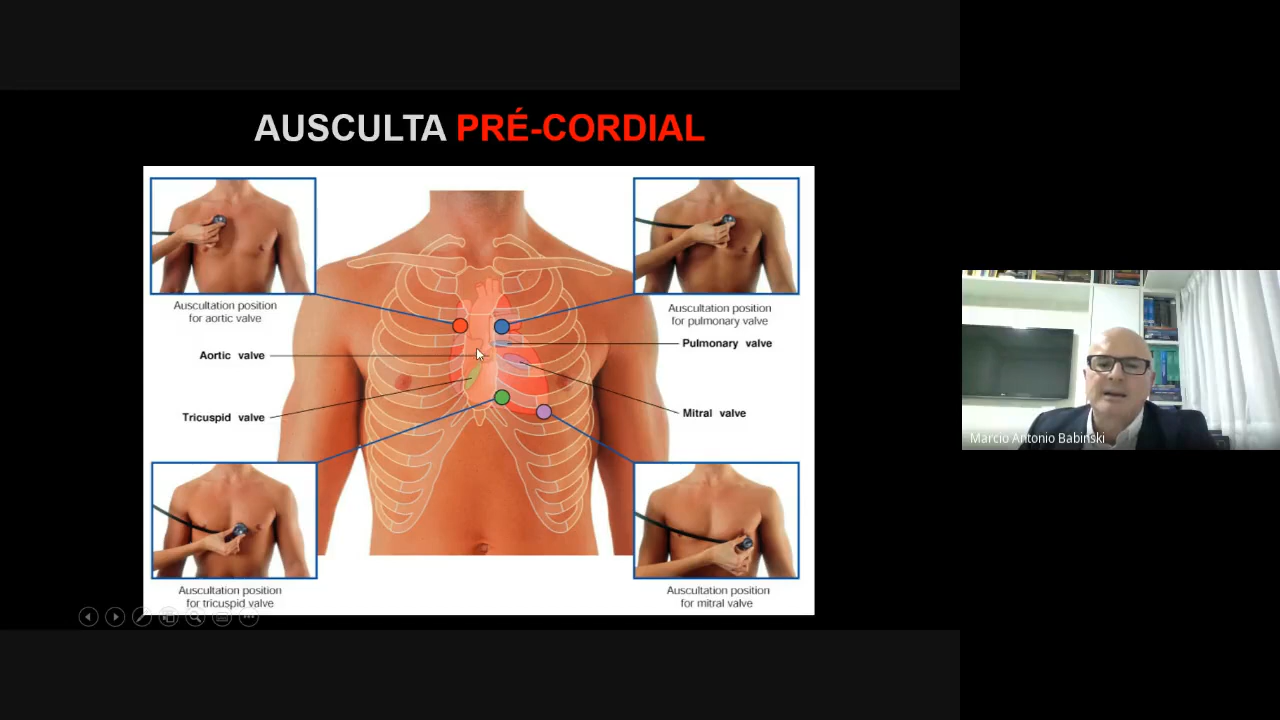 AUSCULTA PRÉ-CORDIAL
Auscultation position
for aortic valve
Auscultation position
for pulmonary valve
Aortic valve
Pulmonary valve
Tricuspid valve
Mitral valve
Auscultation position
for tricuspid valve
Auscultation position
for mitral valve
Marcio Antonio Babinski